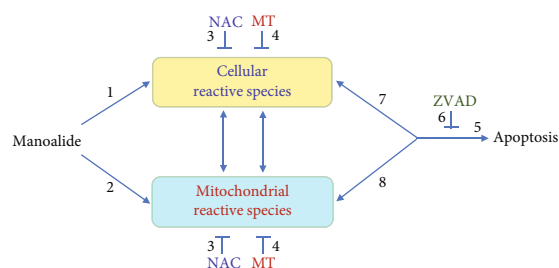 NAC MT
3 4
Cellular
reactive species
1
7
ZVAD
6
5
Manoalide
Apoptosis
2
8
Mitochondrial
reactive species
3 4
NAC MT